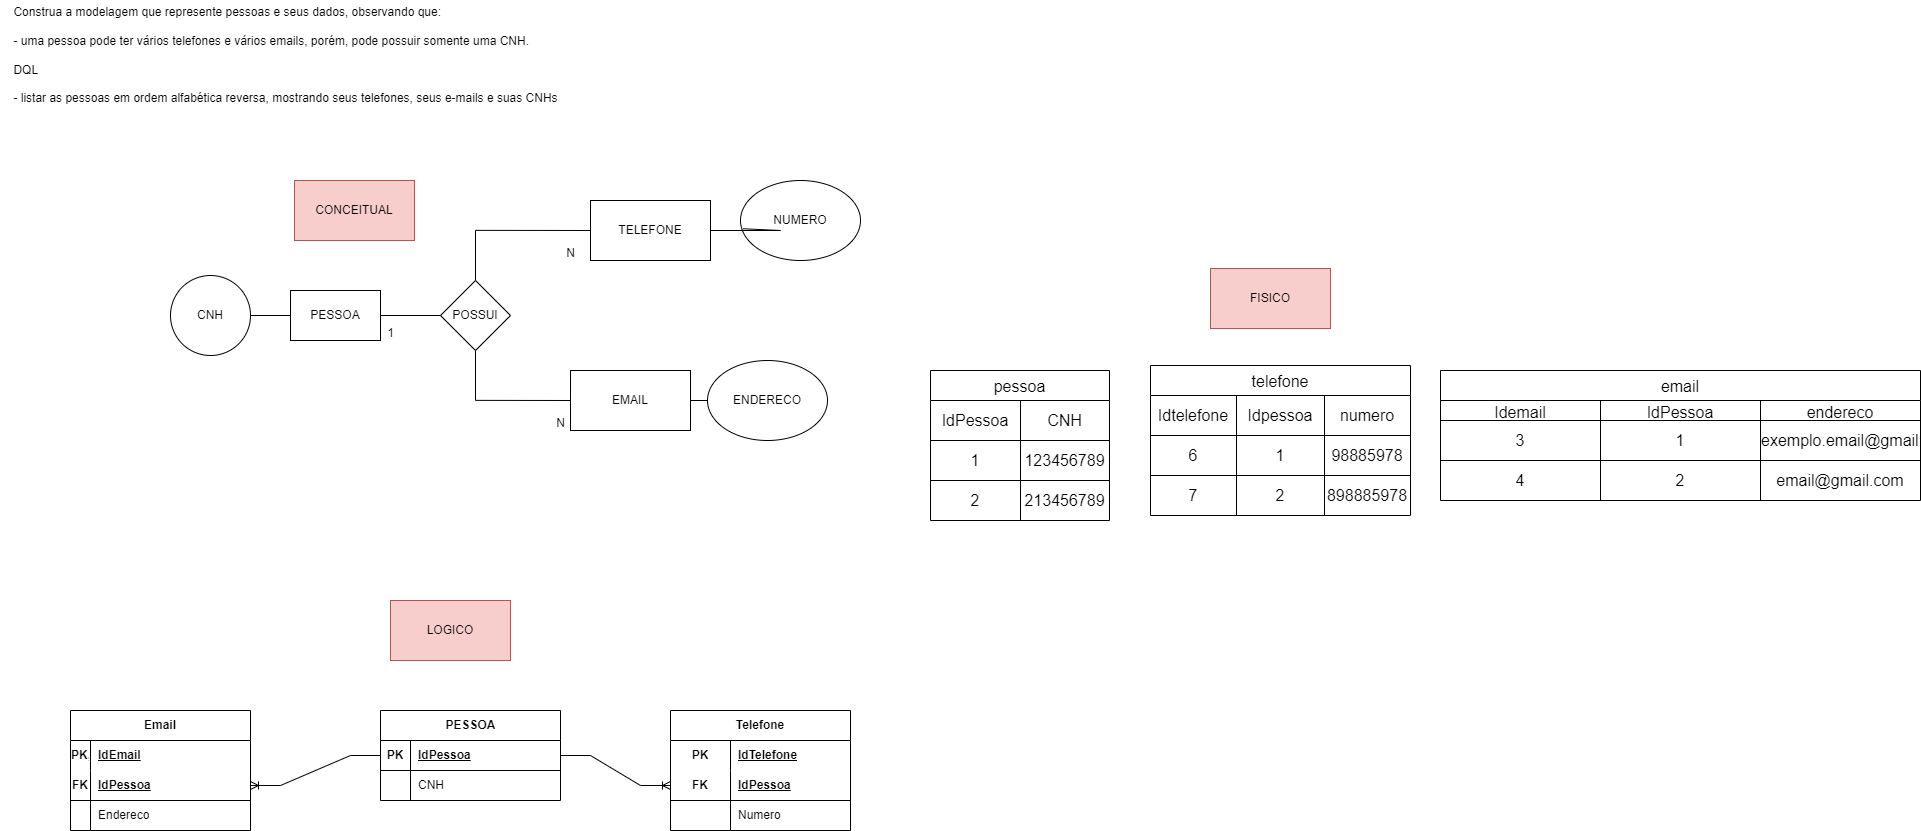 Construa a modelagem que represente pessoas e seus dados, observando que:
- uma pessoa pode ter vários telefones e vários emails, porém, pode possuir somente uma CNH.
DQL
- listar as pessoas em ordem alfabética reversa, mostrando seus telefones, seus e-mails e suas CNHs
CONCEITUAL
TELEFONE
NUMERO
N
CNH
PESSOA
1
POSSUI
EMAIL
ENDERECO
N
FISICO
pessoa
IdPessoa CNH
1 123456789
2 213456789
telefone
Idtelefone Idpessoa numero
6 1 98885978
7 2 898885978
email
Idemail IdPessoa endereco
3 1 exemplo.email@gmail
4 2 email@gmail.com
LOGICO
Email
PK IdEmail
FK IdPessoa
Endereco
PESSOA
PK IdPessoa
CNH
Telefone
PK IdTelefone
FK IdPessoa
Numero